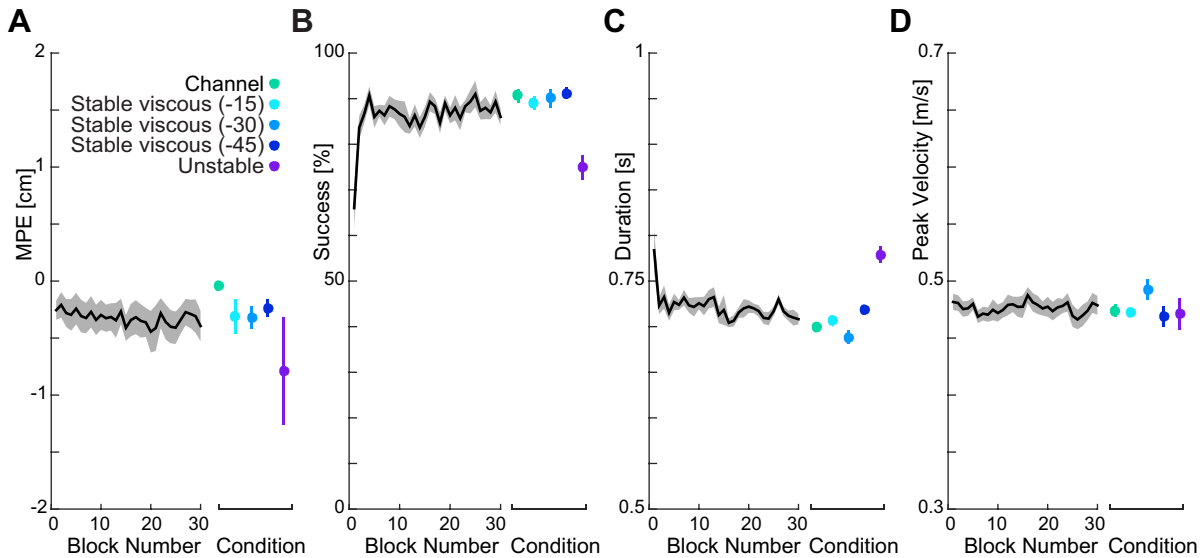 A
MPE [cm]
2
1
0
-1
-2
Channel
Stable viscous (-15)
Stable viscous (-30)
Stable viscous (-45)
Unstable
0 10 20 30
Block Number Condition
B
Success [%]
100
50
0
0 10 20 30
Block Number Condition
C
Duration [s]
1
0.75
0.5
0 10 20 30
Block Number Condition
D
Peak Velocity [m/s]
0.7
0.5
0.3
0 10 20 30
Block Number Condition